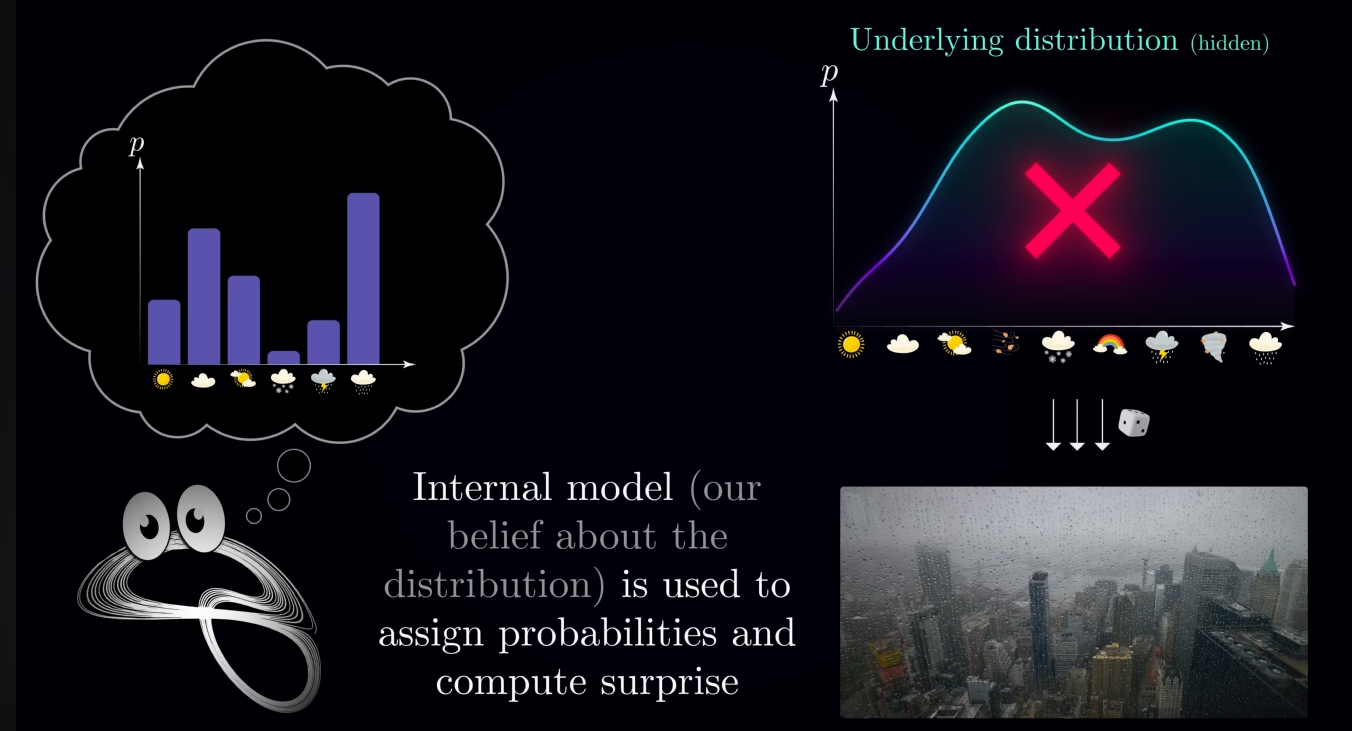 Underlying distribution (hidden)
p
p
Internal model (our
belief about the
distribution) is used to
assign probabilities and
compute surprise